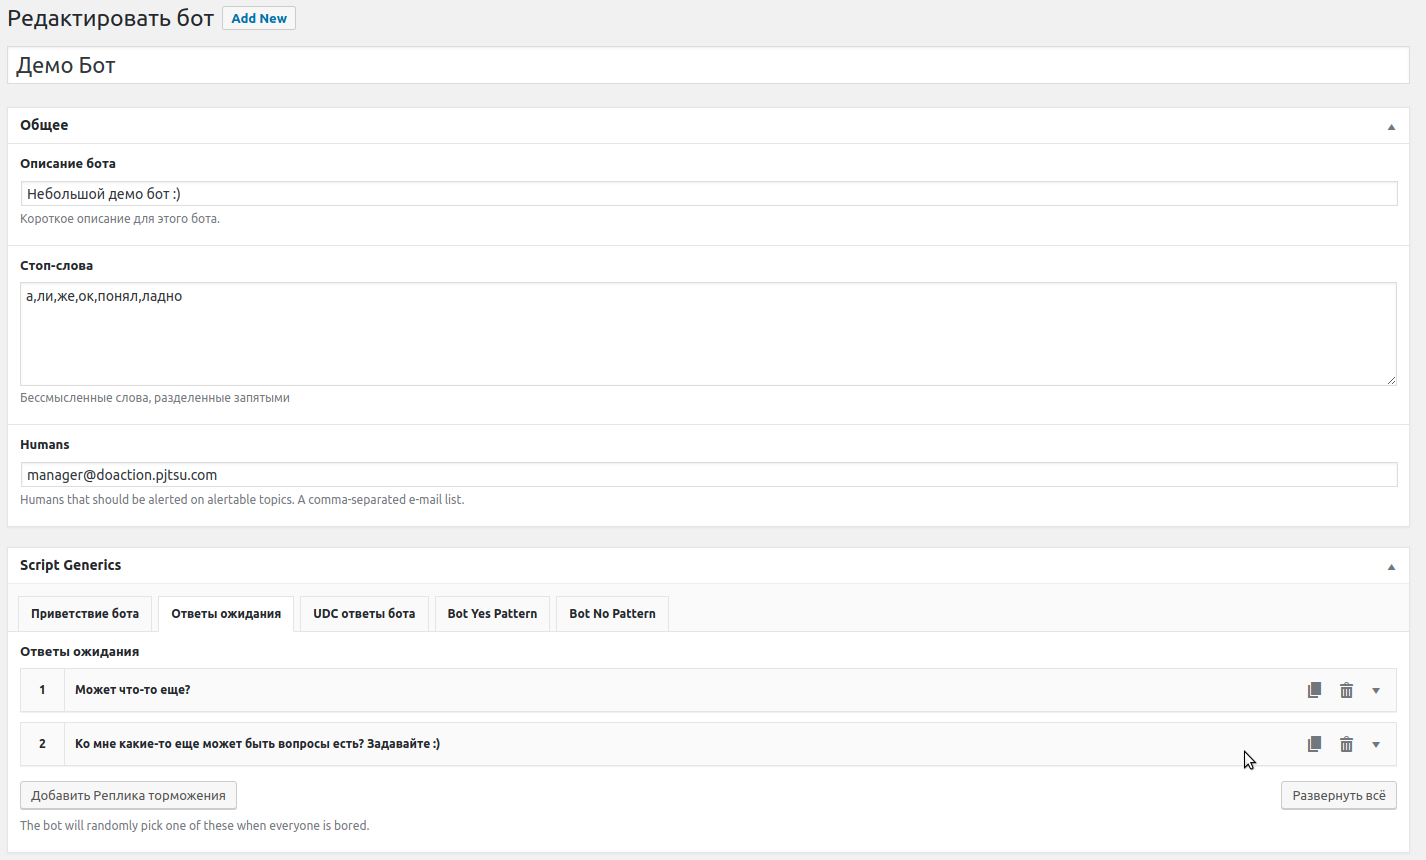 Редактировать бот Add New
Демо Бот
Общее
Описание бота
Небольшой демо бот :)
Короткое описание для этого бота.
Стоп-слова
а,ли,же,ок,понял,ладно
Бессмысленные слова, разделенные запятыми
Humans
manager@doaction.pjtsu.com
Humans that should be alerted on alertable topics. A comma-separated e-mail list.
Script Generics
Приветствие бота Ответы ожидания UDC ответы бота Bot Yes Pattern Bot No Pattern
Ответы ожидания
1 Может что-то еще?
2 Ко мне какие-то еще может быть вопросы есть? Задавайте :)
Добавить Реплика торможения Развернуть всё
The bot will randomly pick one of these when everyone is bored.